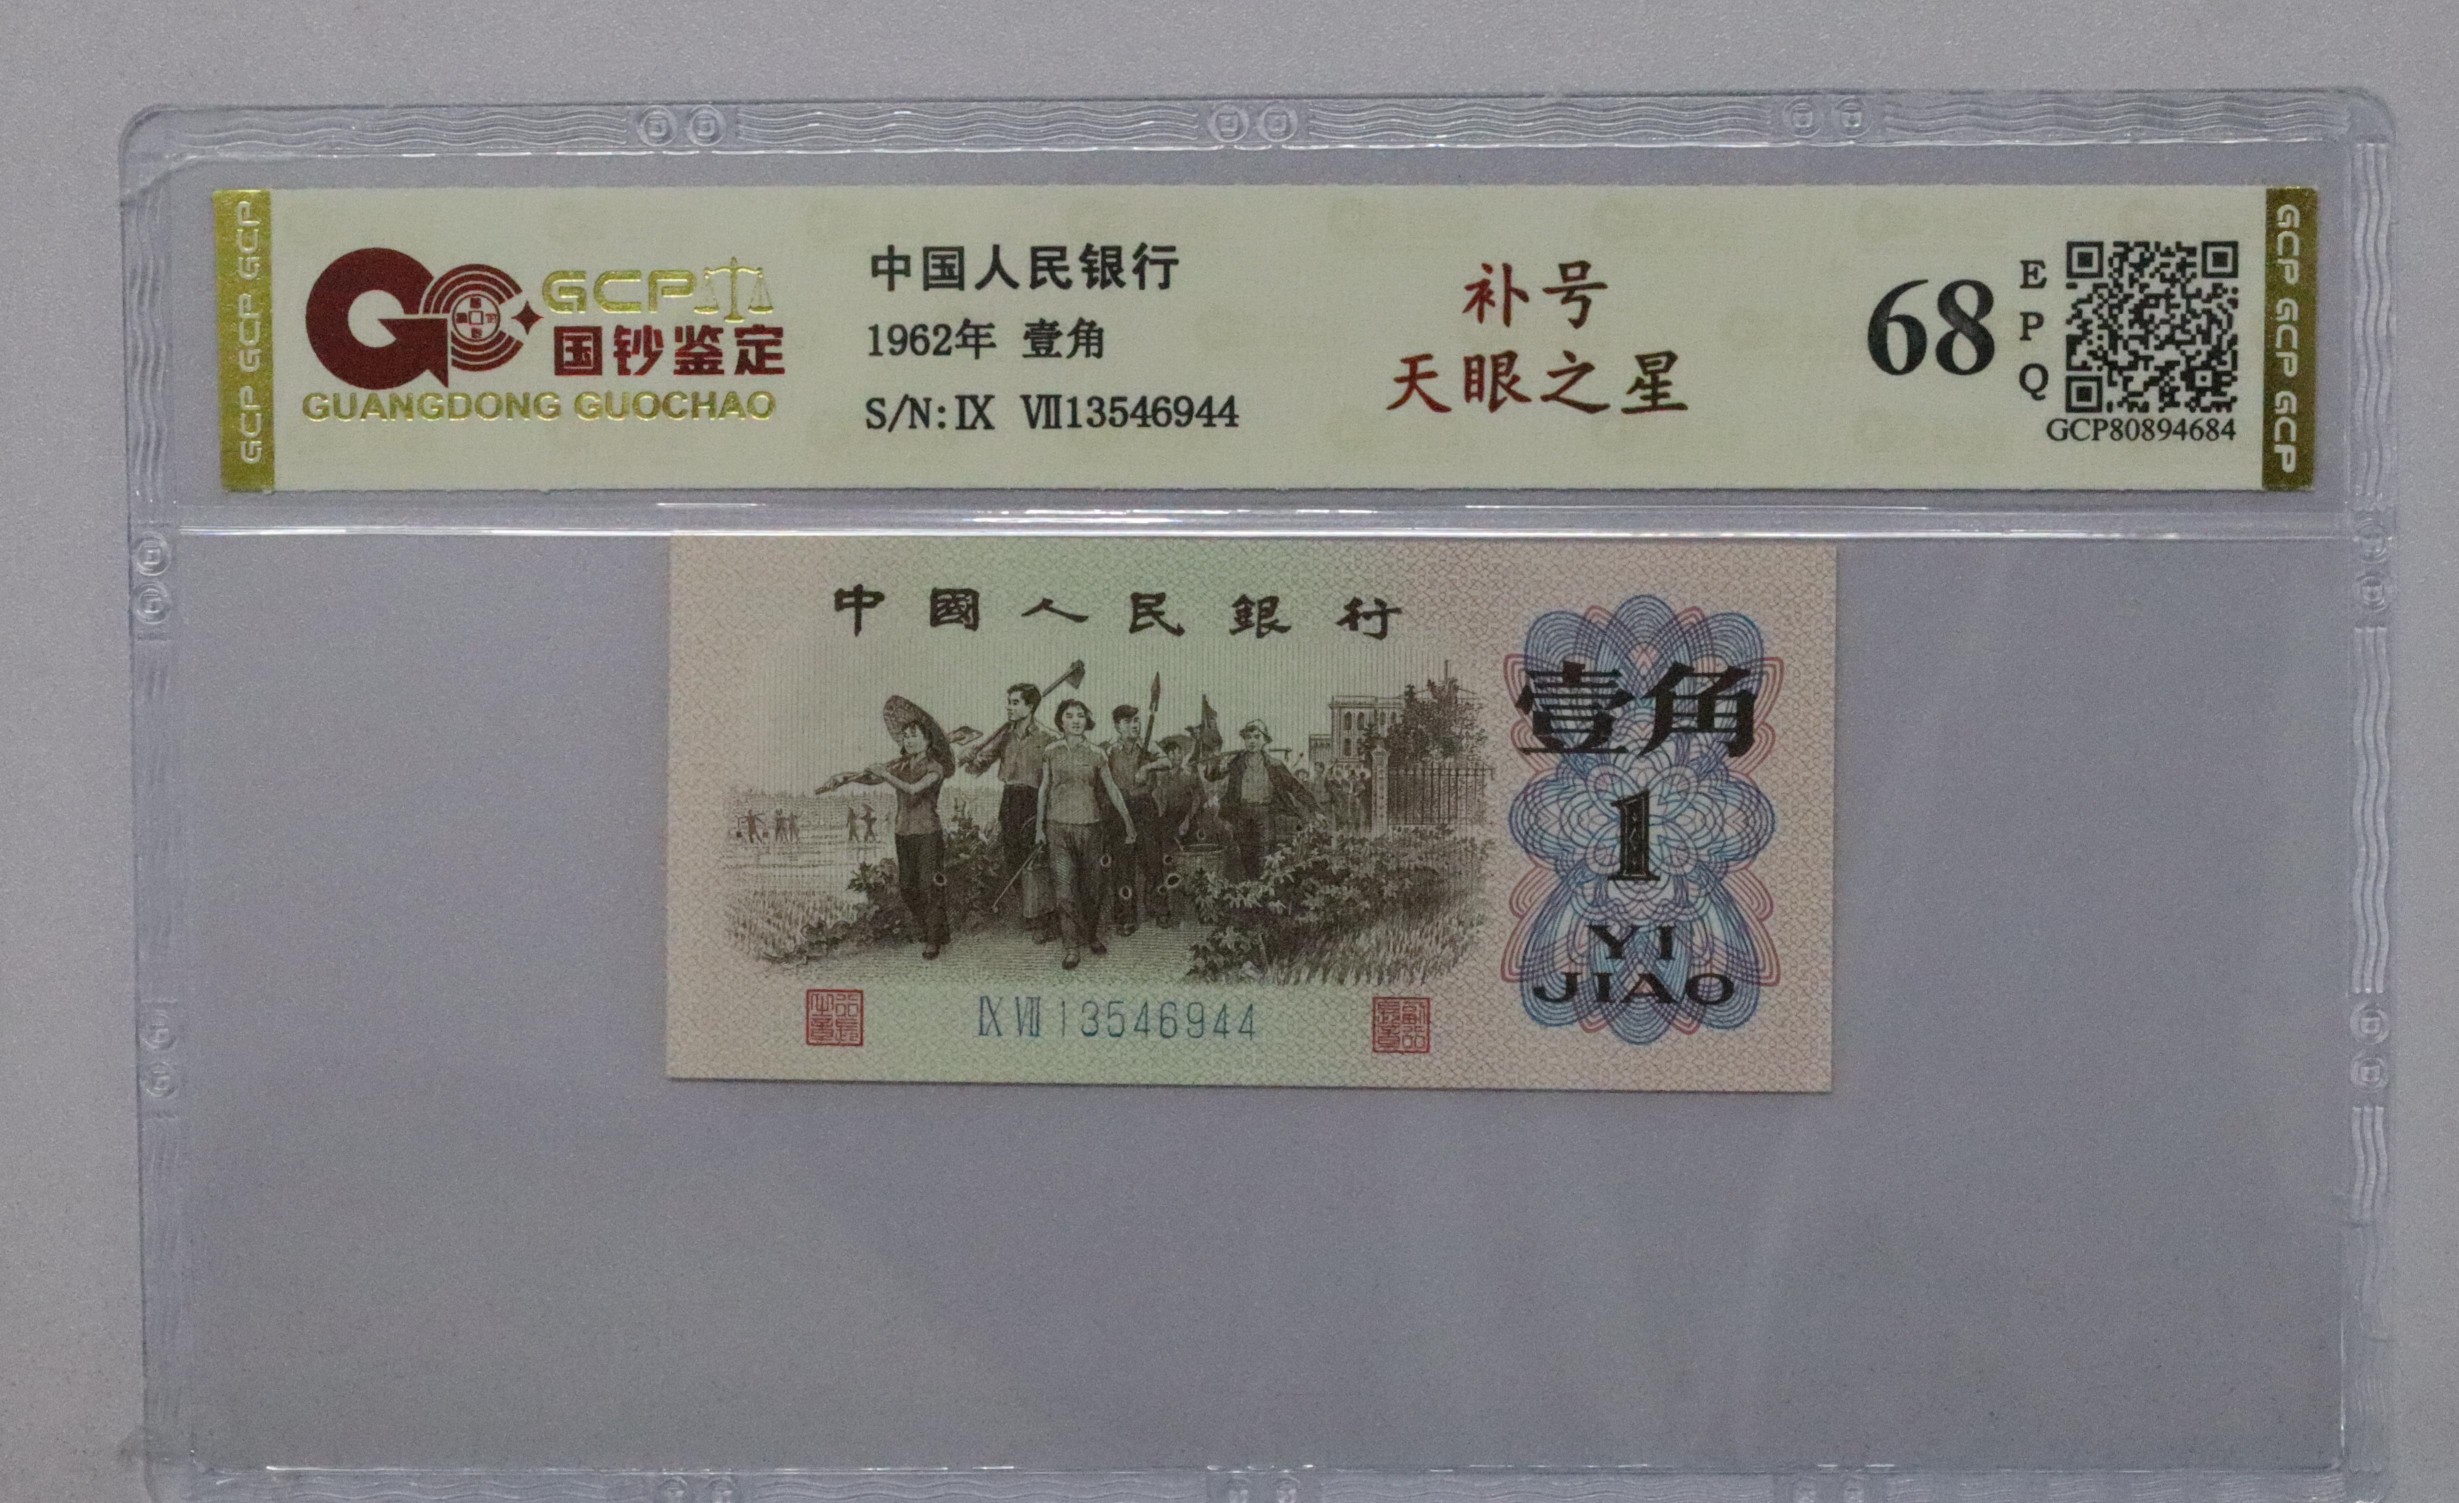 GCP GCP GCP
GCP
国钞鉴定
GUANGDONG GUOCHAO
中国人民银行
1962年 壹角
S/N: Ⅸ Ⅶ13546944
补号
天眼之星
68
E
P
Q
GCP80894684
GCP GCP GCP
中國人民銀行
壹角
1
YI
JIAO
Ⅸ Ⅶ 13546944